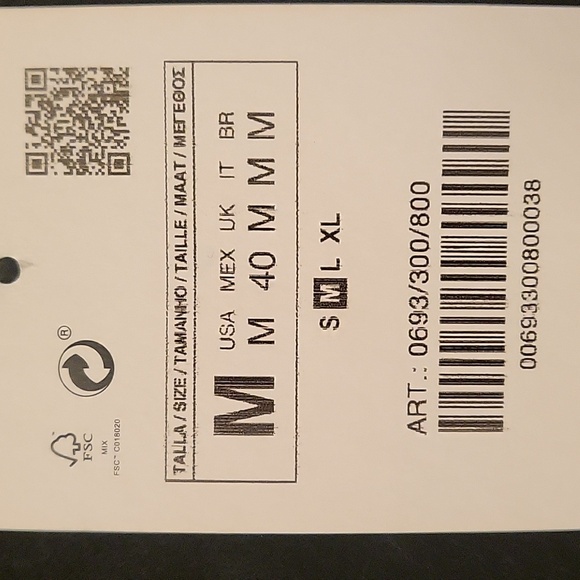 FSC
MIX
FSC™ C018020
®
TALLA / SIZE / TAMANHO / TAILLE / MAAT / ΜΕΓΕΘΟΣ
M
USA MEX UK IT BR
M 40 M M M
S M L XL
ART.: 0693/300/800
00693300800038